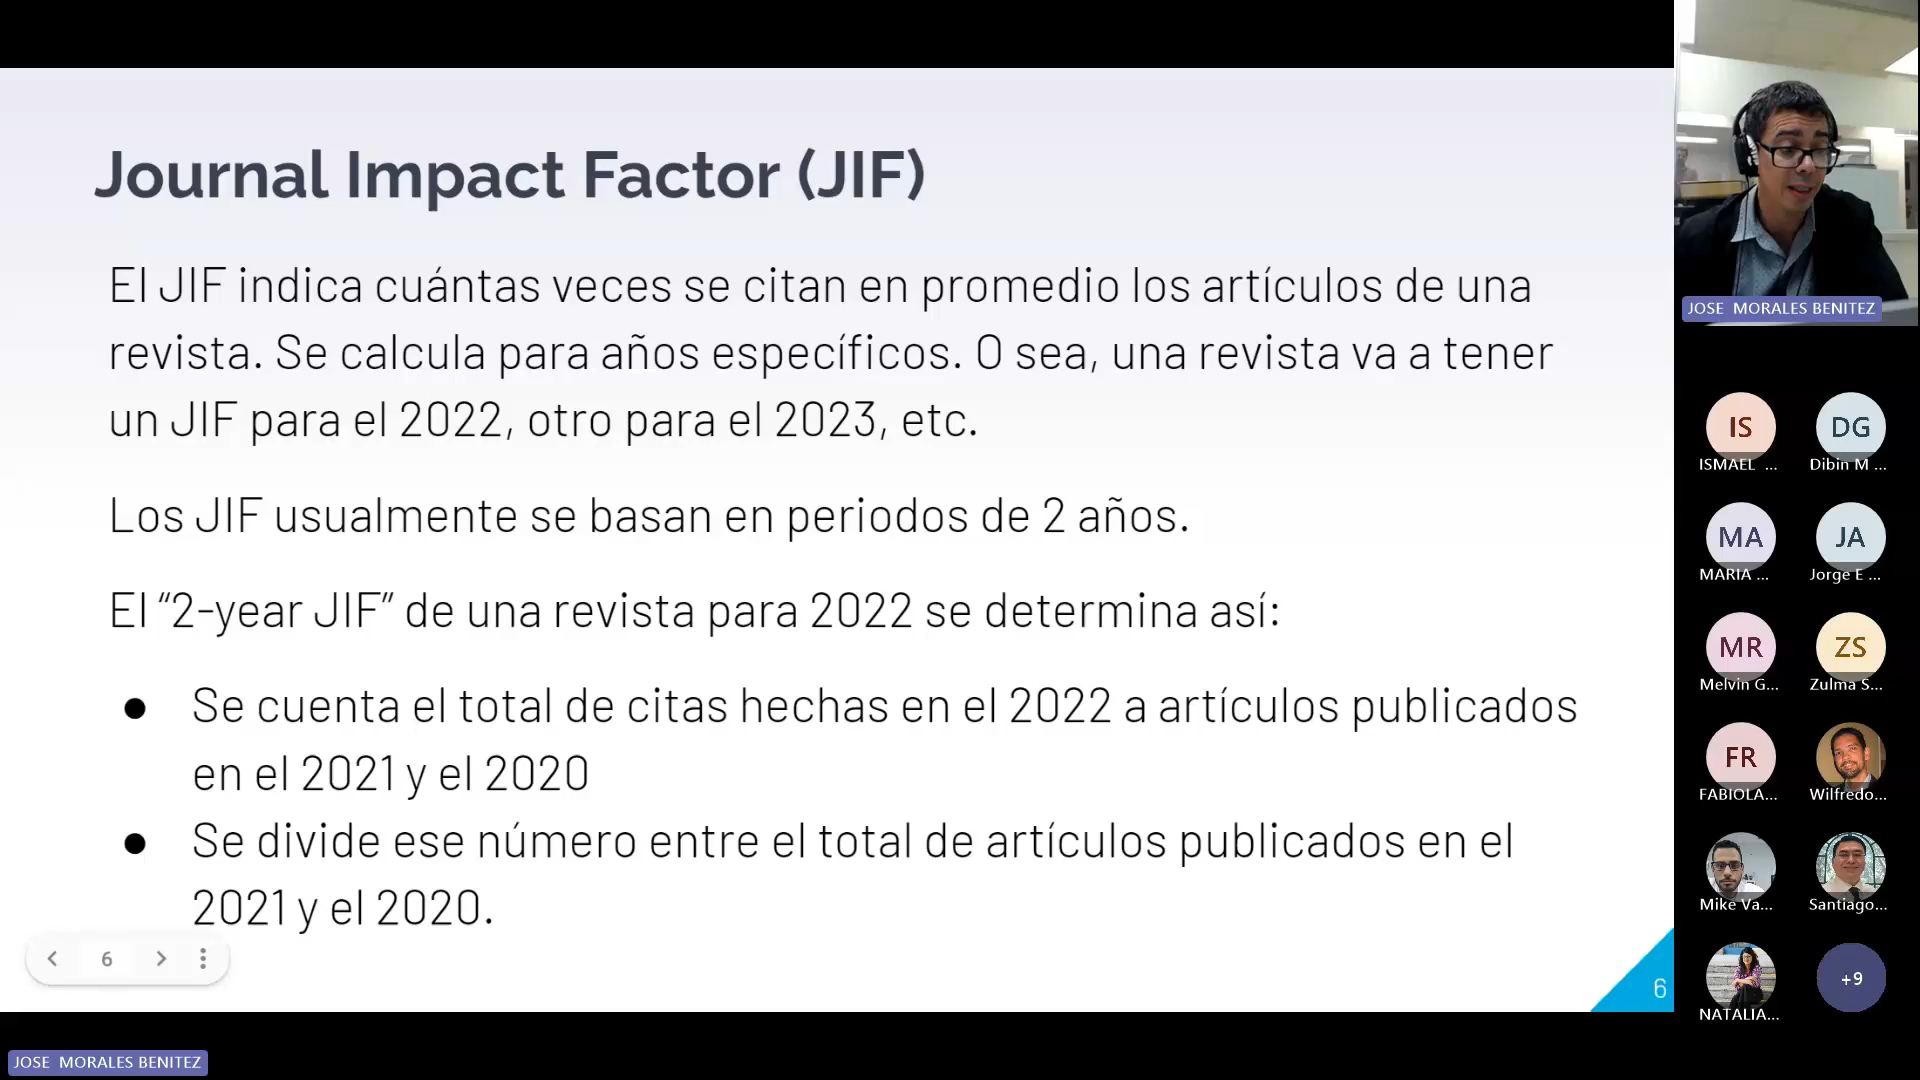 Journal Impact Factor (JIF)
El JIF indica cuántas veces se citan en promedio los artículos de una
revista. Se calcula para años específicos. O sea, una revista va a tener
un JIF para el 2022, otro para el 2023, etc.
Los JIF usualmente se basan en periodos de 2 años.
El “2-year JIF” de una revista para 2022 se determina así:
● Se cuenta el total de citas hechas en el 2022 a artículos publicados
en el 2021 y el 2020
● Se divide ese número entre el total de artículos publicados en el
2021 y el 2020.
6
6
JOSE MORALES BENITEZ
JOSE MORALES BENITEZ
IS
ISMAEL ...
DG
Dibin M ...
MA
MARIA ...
JA
Jorge E ...
MR
Melvin G...
ZS
Zulma S...
FR
FABIOLA...
Wilfredo...
Mike Va...
Santiago...
NATALIA...
+9